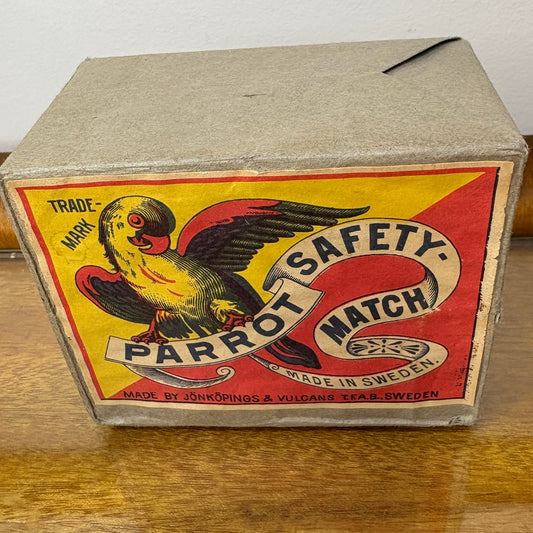 TRADE-
MARK
PARROT
SAFETY-
MATCH
MADE IN SWEDEN.
MADE BY JÖNKÖPINGS & VULCANS T.F.A.B., SWEDEN